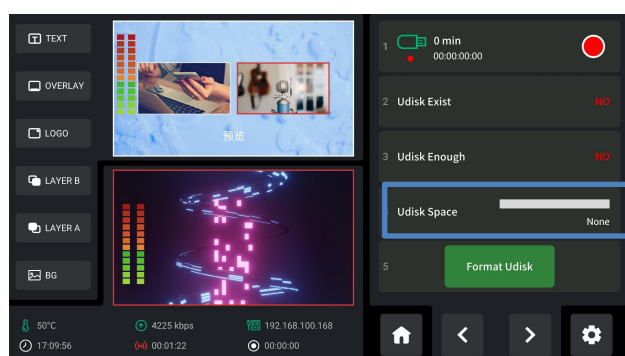 TEXT
OVERLAY
LOGO
LAYER B
LAYER A
BG
预览
50°C
4225 kbps
192.168.100.168
17:09:56
00:01:22
00:00:00
1 0 min
00:00:00:00
2 Udisk Exist NO
3 Udisk Enough NO
Udisk Space
None
5 Format Udisk